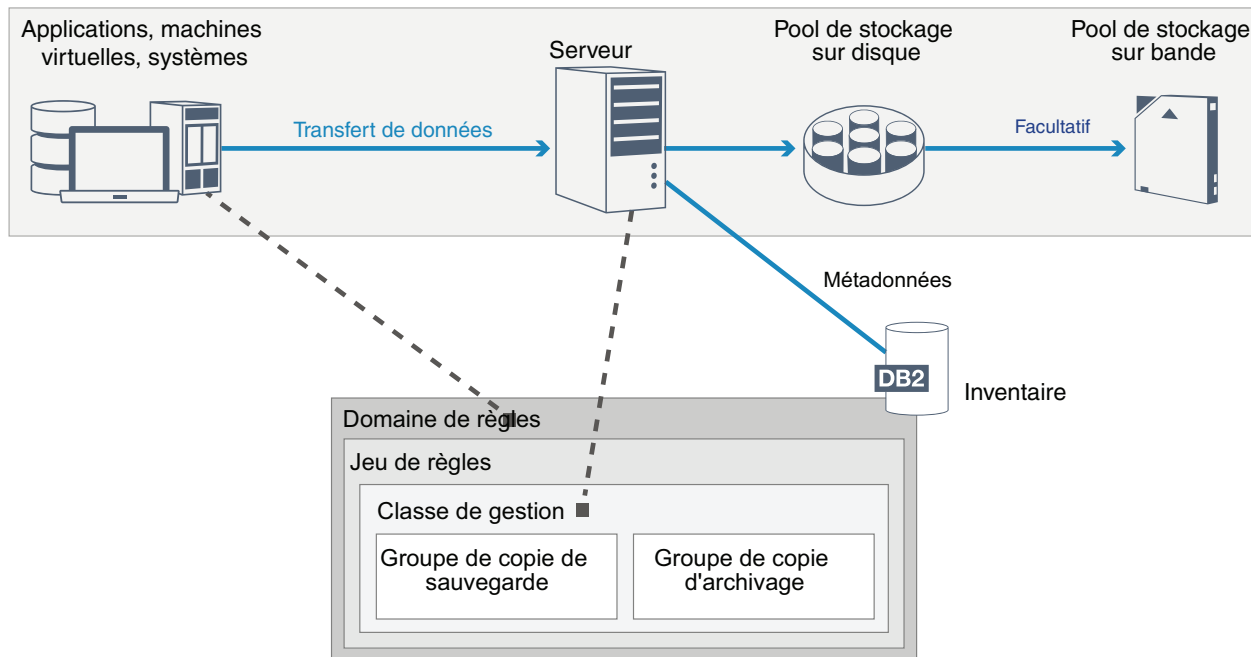 Applications, machines
virtuelles, systèmes
Serveur
Pool de stockage
sur disque
Pool de stockage
sur bande
Transfert de données
Facultatif
Métadonnées
DB2
Inventaire
Domaine de règles
Jeu de règles
Classe de gestion
Groupe de copie de
sauvegarde
Groupe de copie
d'archivage